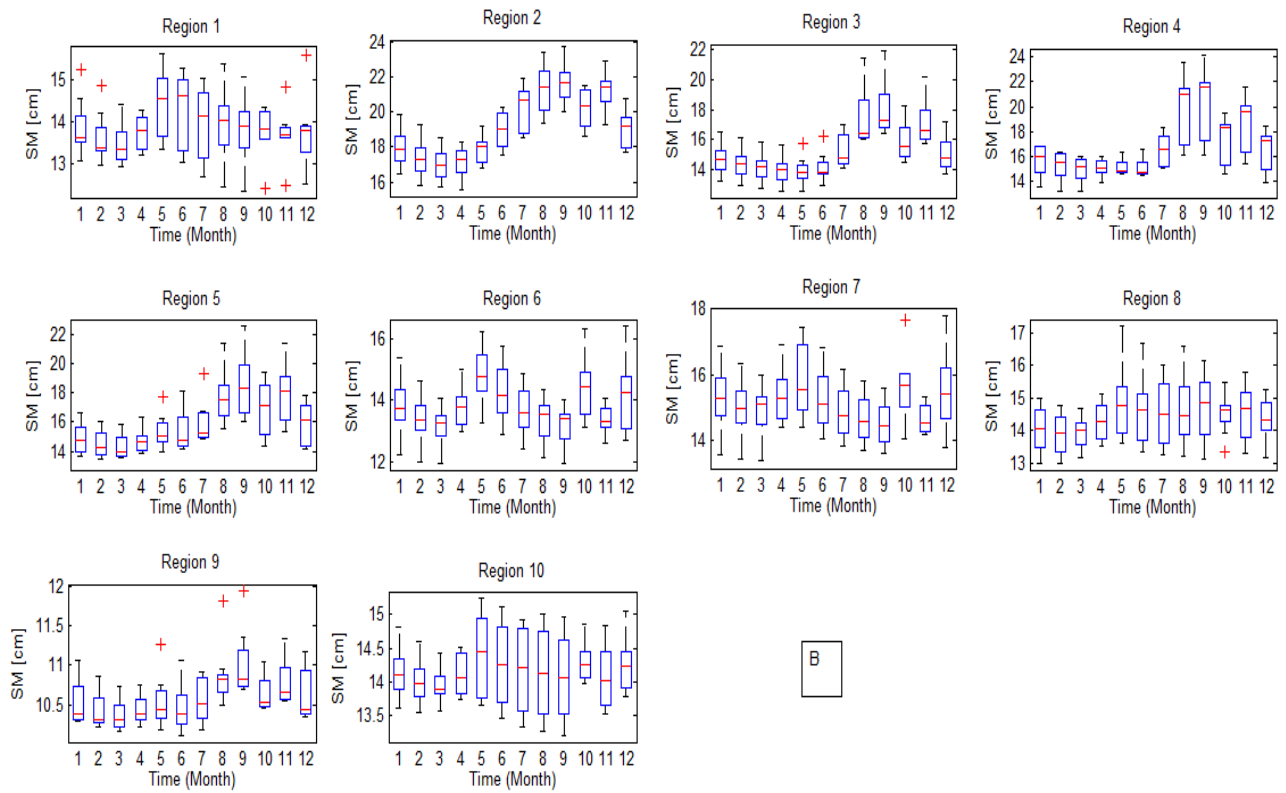 Region 1
15
14
13
SM [cm]
1 2 3 4 5 6 7 8 9 10 11 12
Time (Month)
Region 2
24
22
20
18
16
SM [cm]
1 2 3 4 5 6 7 8 9 10 11 12
Time (Month)
Region 3
22
20
18
16
14
SM [cm]
1 2 3 4 5 6 7 8 9 10 11 12
Time (Month)
Region 4
24
22
20
18
16
14
SM [cm]
1 2 3 4 5 6 7 8 9 10 11 12
Time (Month)
Region 5
22
20
18
16
14
SM [cm]
1 2 3 4 5 6 7 8 9 10 11 12
Time (Month)
Region 6
16
14
12
SM [cm]
1 2 3 4 5 6 7 8 9 10 11 12
Time (Month)
Region 7
18
16
14
SM [cm]
1 2 3 4 5 6 7 8 9 10 11 12
Time (Month)
Region 8
17
16
15
14
13
SM [cm]
1 2 3 4 5 6 7 8 9 10 11 12
Time (Month)
Region 9
12
11.5
11
10.5
SM [cm]
1 2 3 4 5 6 7 8 9 10 11 12
Time (Month)
Region 10
15
14.5
14
13.5
SM [cm]
1 2 3 4 5 6 7 8 9 10 11 12
Time (Month)
B